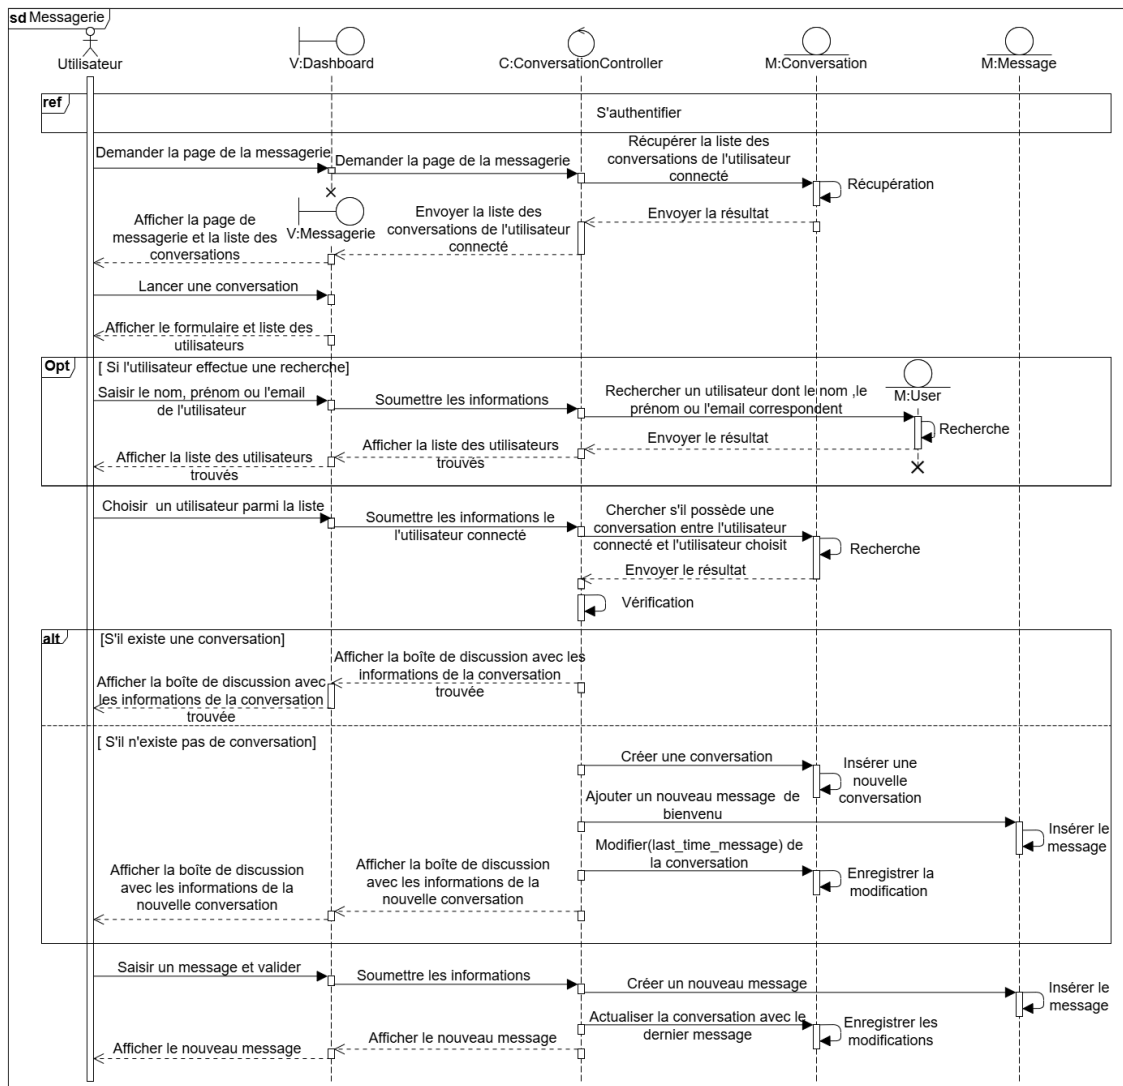 sd Messagerie
Utilisateur
V:Dashboard
C:ConversationController
M:Conversation
M:Message
ref
S'authentifier
Demander la page de la messagerie
Demander la page de la messagerie
Récupérer la liste des
conversations de l'utilisateur
connecté
Récupération
Envoyer la résultat
Envoyer la liste des
conversations de l'utilisateur
connecté
V:Messagerie
Afficher la page de
messagerie et la liste des
conversations
Lancer une conversation
Afficher le formulaire et liste des
utilisateurs
Opt
[ Si l'utilisateur effectue une recherche]
Saisir le nom, prénom ou l'email
de l'utilisateur
Soumettre les informations
Rechercher un utilisateur dont le nom ,le
prénom ou l'email correspondent
M:User
Recherche
Envoyer le résultat
Afficher la liste des utilisateurs
trouvés
Afficher la liste des utilisateurs
trouvés
Choisir un utilisateur parmi la liste
Soumettre les informations le
l'utilisateur connecté
Chercher s'il possède une
conversation entre l'utilisateur
connecté et l'utilisateur choisit
Recherche
Envoyer le résultat
Vérification
alt
[S'il existe une conversation]
Afficher la boîte de discussion avec les
informations de la conversation
trouvée
Afficher la boîte de discussion avec
les informations de la conversation
trouvée
[ S'il n'existe pas de conversation]
Créer une conversation
Insérer une
nouvelle
conversation
Ajouter un nouveau message de
bienvenu
Insérer le
message
Modifier(last_time_message) de
la conversation
Enregistrer la
modification
Afficher la boîte de discussion
avec les informations de la
nouvelle conversation
Afficher la boîte de discussion
avec les informations de la
nouvelle conversation
Saisir un message et valider
Soumettre les informations
Créer un nouveau message
Insérer le
message
Actualiser la conversation avec le
dernier message
Enregistrer les
modifications
Afficher le nouveau message
Afficher le nouveau message